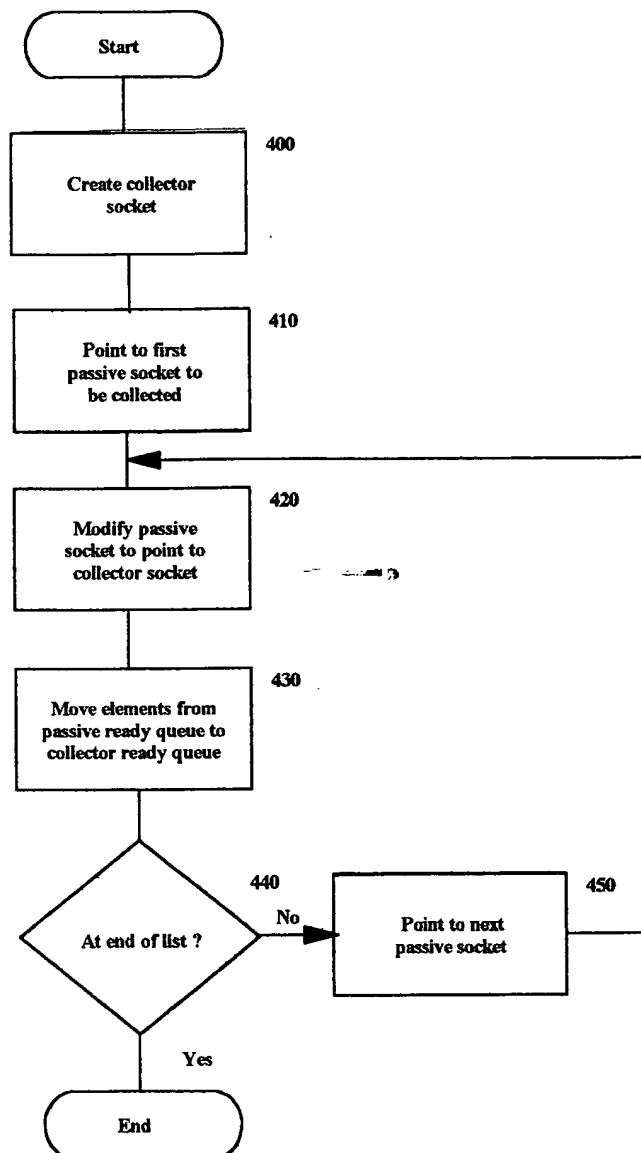 Start
400
Create collector
socket
410
Point to first
passive socket to
be collected
420
Modify passive
socket to point to
collector socket
430
Move elements from
passive ready queue to
collector ready queue
440
At end of list ?
No
450
Point to next
passive socket
Yes
End